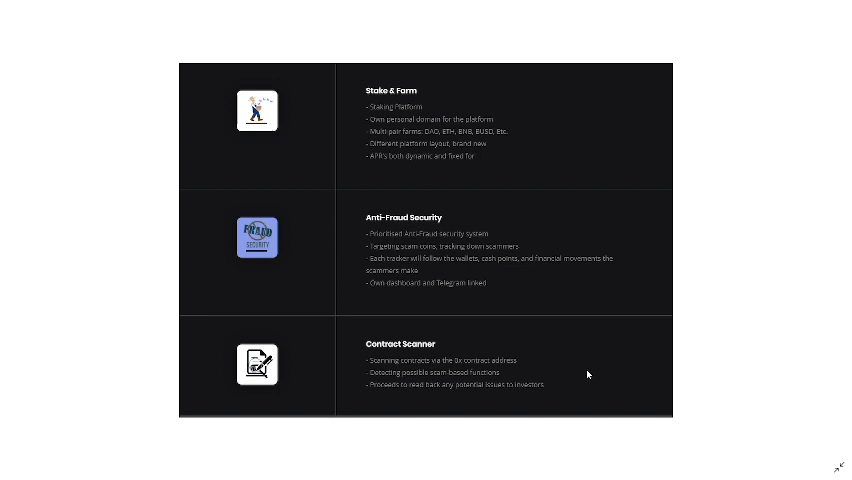 Stake & Farm
- Staking Platform
- Own personal domain for the platform
- Multi-pair farms: DAO, ETH, BNB, BUSD, Etc.
- Different platform layout, brand new
- APR's both dynamic and fixed for
FRAUD
SECURITY
Anti-Fraud Security
- Prioritised Anti-Fraud security system
- Targeting scam coins, tracking down scammers
- Each tracker will follow the wallets, cash points, and financial movements the
scammers make
- Own dashboard and Telegram linked
Contract Scanner
- Scanning contracts via the 0x contract address
- Detecting possible scam-based functions
- Proceeds to read back any potential issues to investors